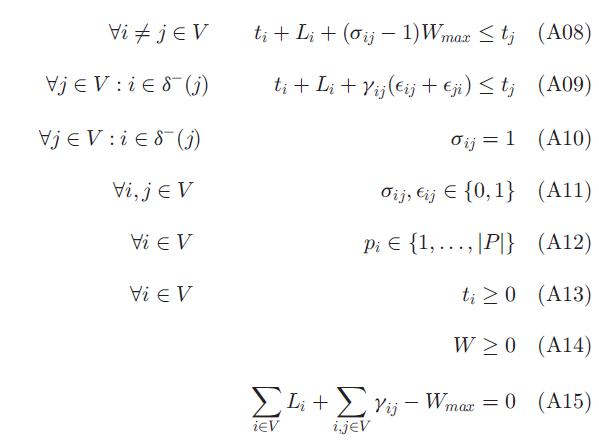 ∀i ≠ j ∈ V t_i + L_i + (σ_ij − 1)W_max ≤ t_j (A08)
∀j ∈ V : i ∈ δ⁻(j) t_i + L_i + γ_ij(ϵ_ij + ϵ_ji) ≤ t_j (A09)
∀j ∈ V : i ∈ δ⁻(j) σ_ij = 1 (A10)
∀i, j ∈ V σ_ij, ϵ_ij ∈ {0, 1} (A11)
∀i ∈ V p_i ∈ {1, . . . , |P|} (A12)
∀i ∈ V t_i ≥ 0 (A13)
W ≥ 0 (A14)
∑_{i∈V} L_i + ∑_{i,j∈V} γ_ij − W_max = 0 (A15)